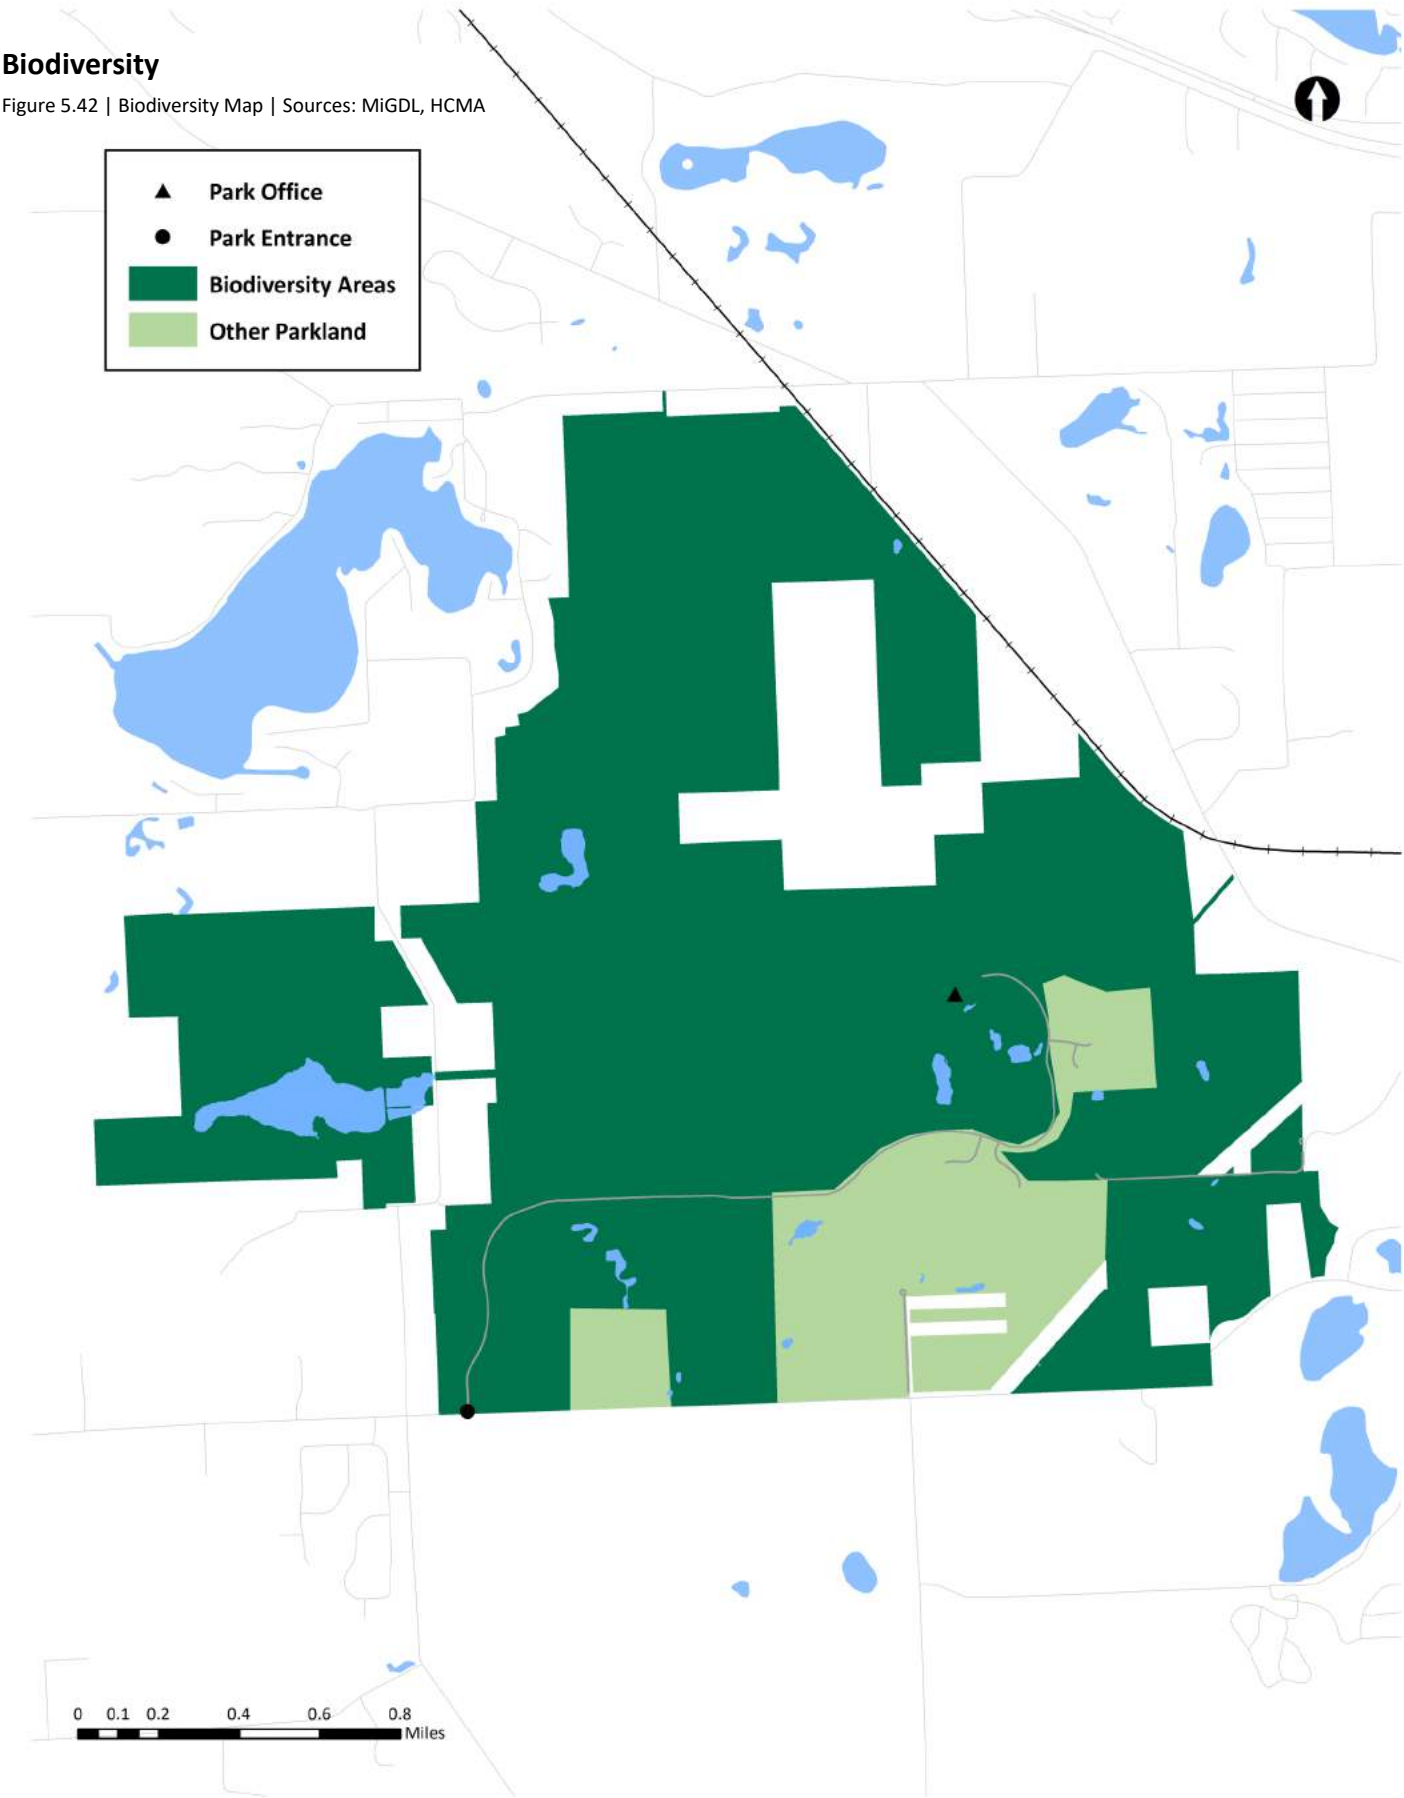 Biodiversity
Figure 5.42 | Biodiversity Map | Sources: MiGDL, HCMA
Park Office
Park Entrance
Biodiversity Areas
Other Parkland
0 0.1 0.2 0.4 0.6 0.8
Miles